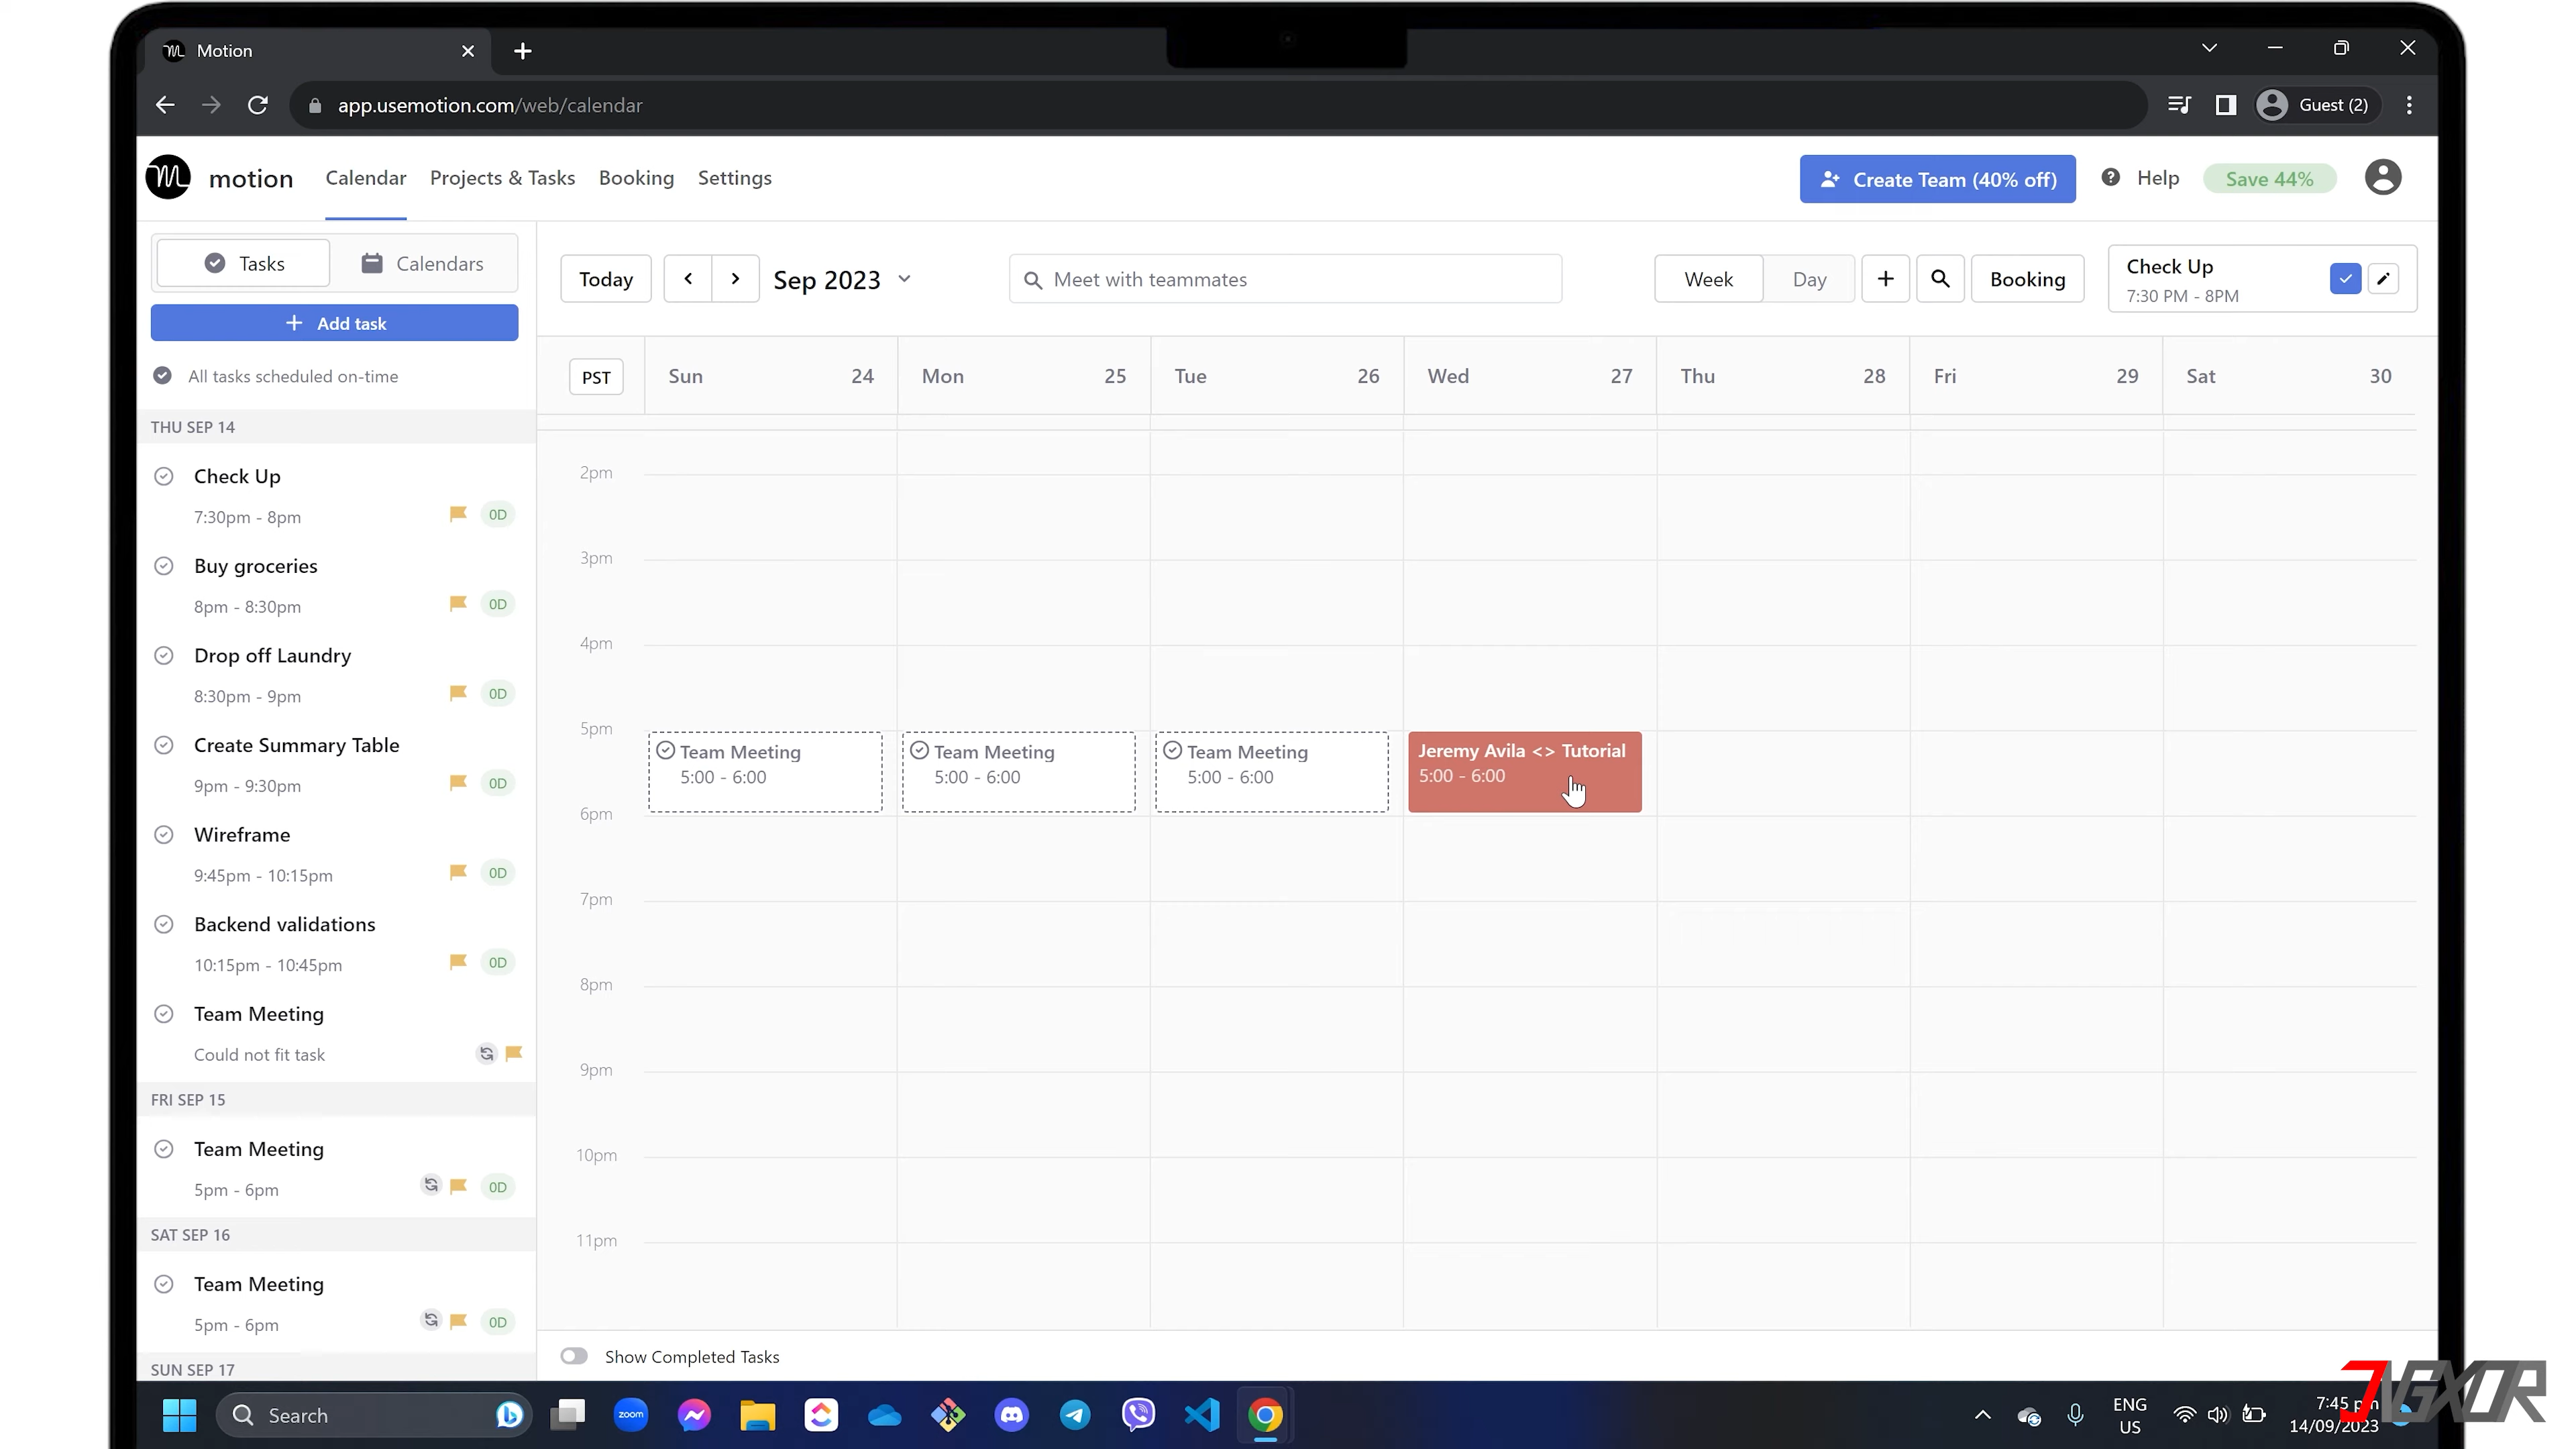 Motion
app.usemotion.com/web/calendar
Guest (2)
motion
Calendar
Projects & Tasks
Booking
Settings
Create Team (40% off)
Help
Save 44%
Tasks
Calendars
Add task
All tasks scheduled on-time
THU SEP 14
Check Up
7:30pm - 8pm
0D
Buy groceries
8pm - 8:30pm
0D
Drop off Laundry
8:30pm - 9pm
0D
Create Summary Table
9pm - 9:30pm
0D
Wireframe
9:45pm - 10:15pm
0D
Backend validations
10:15pm - 10:45pm
0D
Team Meeting
Could not fit task
FRI SEP 15
Team Meeting
5pm - 6pm
0D
SAT SEP 16
Team Meeting
5pm - 6pm
0D
SUN SEP 17
Today
Sep 2023
Meet with teammates
Week
Day
Booking
Check Up
7:30 PM - 8PM
PST
Sun 24
Mon 25
Tue 26
Wed 27
Thu 28
Fri 29
Sat 30
2pm
3pm
4pm
5pm
Team Meeting
5:00 - 6:00
Team Meeting
5:00 - 6:00
Team Meeting
5:00 - 6:00
Jeremy Avila <> Tutorial
5:00 - 6:00
6pm
7pm
8pm
9pm
10pm
11pm
Show Completed Tasks
Search
zoom
ENG
US
7:45 pm
14/09/2023